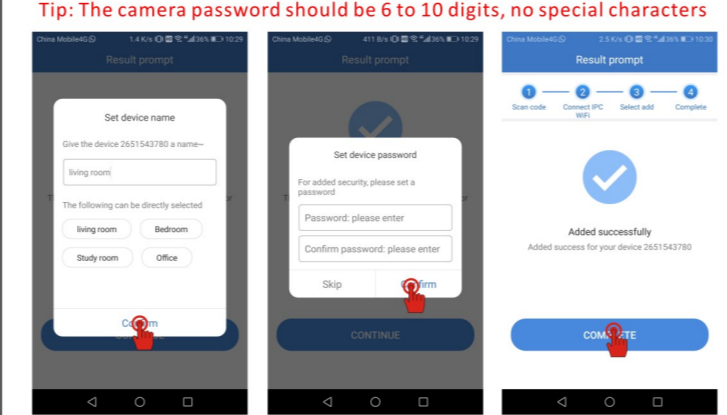 Tip: The camera password should be 6 to 10 digits, no special characters
China Mobile4G 1.4 K/s 36% 10:29
Result prompt
Set device name
Give the device 2651543780 a name~
living room
The following can be directly selected
living room Bedroom
Study room Office
Confirm
China Mobile4G 411 B/s 36% 10:29
Result prompt
Set device password
For added security, please set a
password
Password: please enter
Confirm password: please enter
Skip Confirm
CONTINUE
China Mobile4G 2.5 K/s 36% 10:30
Result prompt
1 2 3 4
Scan code Connect IPC Select add Complete
WiFi
Added successfully
Added success for your device 2651543780
COMPLETE